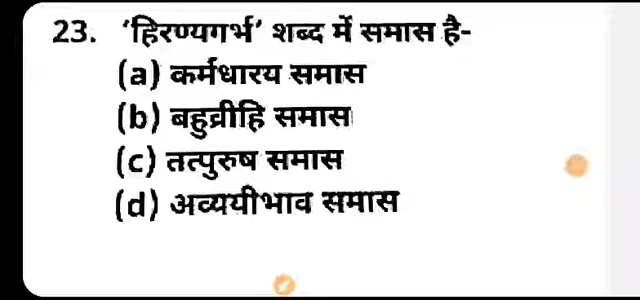 23. ‘हिरण्यगर्भ’ शब्द में समास है-
(a) कर्मधारय समास
(b) बहुव्रीहि समास
(c) तत्पुरुष समास
(d) अव्ययीभाव समास